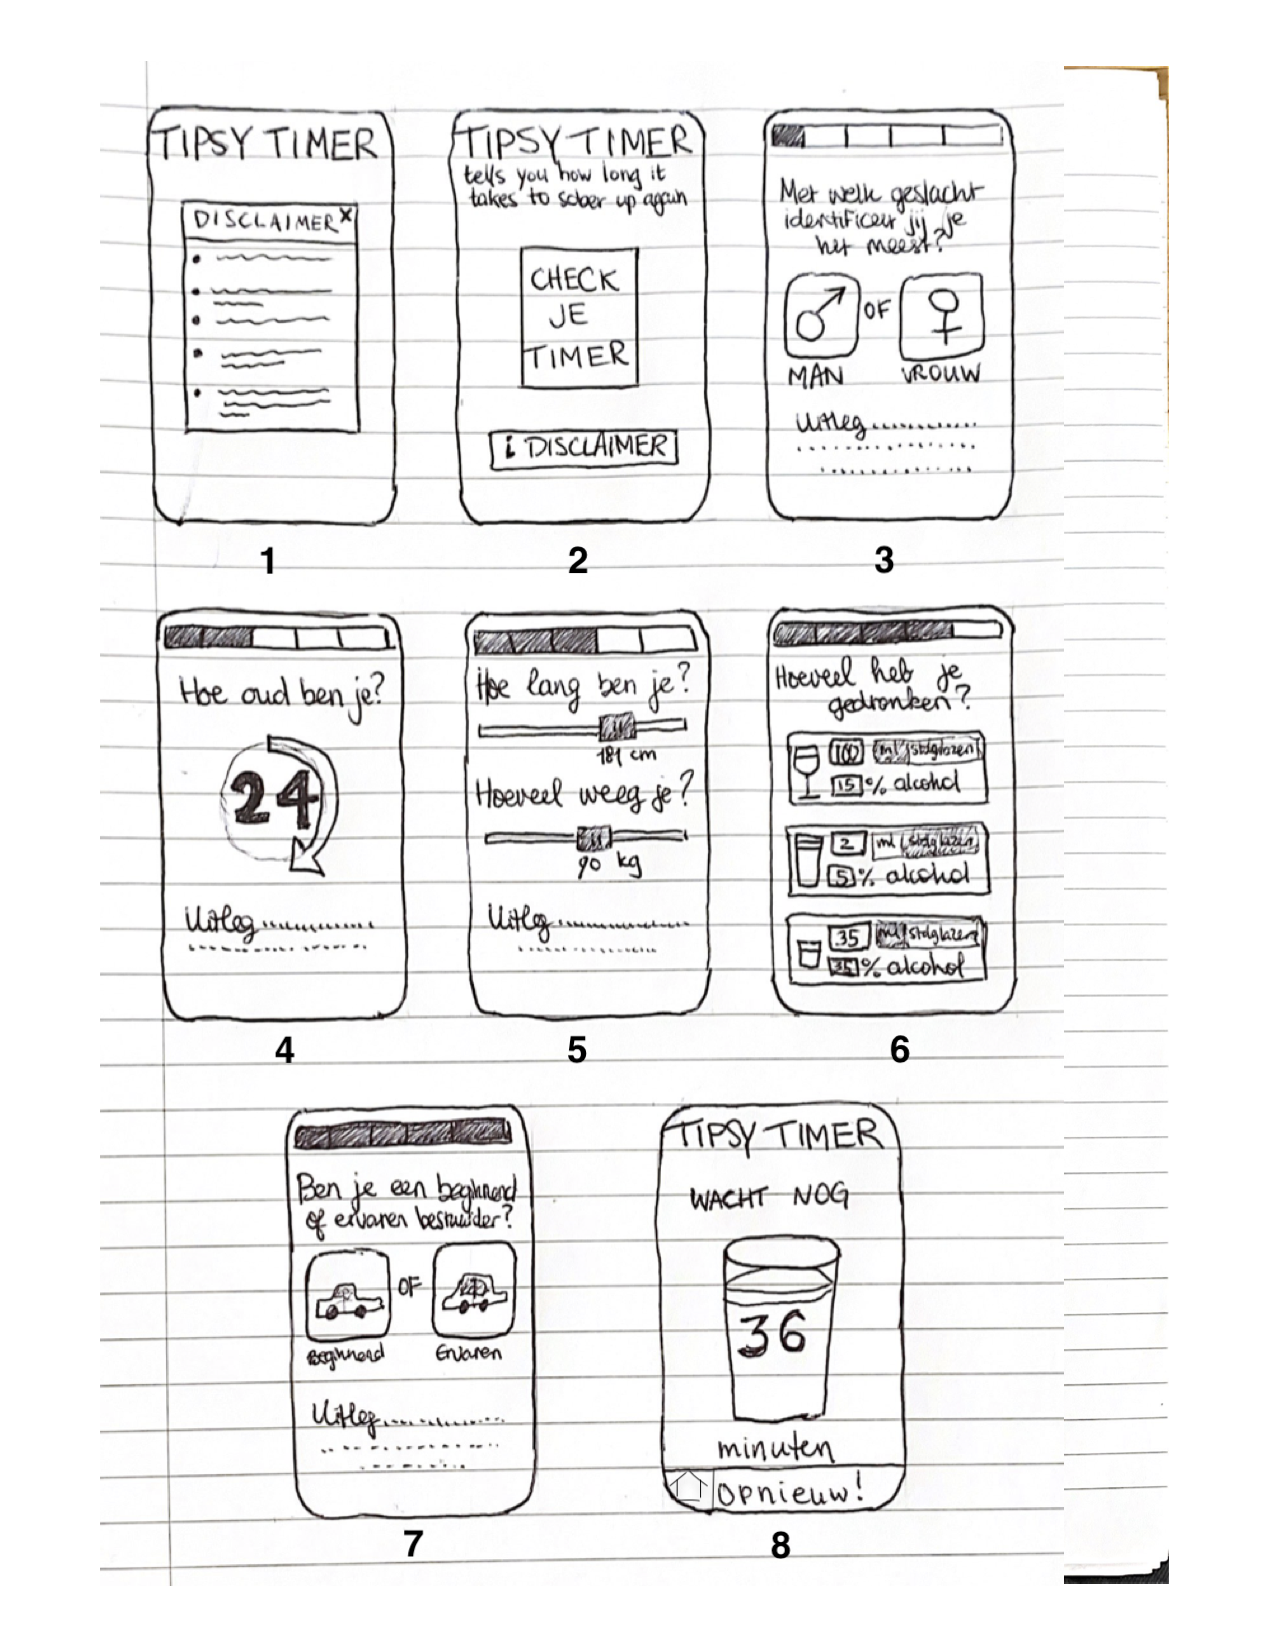 TIPSY TIMER
DISCLAIMER X
1
TIPSY TIMER
tells you how long it
takes to sober up again
CHECK
JE
TIMER
i DISCLAIMER
2
Met welk geslacht
identificeer jij je
het meest?
OF
MAN VROUW
Uitleg
3
Hoe oud ben je?
24
Uitleg
4
Hoe lang ben je?
181 cm
Hoeveel weeg je?
90 kg
Uitleg
5
Hoeveel heb je
gedronken?
100 ml stdglazen
15 % alcohol
2 ml stdglazen
5 % alcohol
35 ml stdglazen
35 % alcohol
6
Ben je een beginnend
of ervaren bestuurder?
OF
Beginnend Ervaren
Uitleg
7
TIPSY TIMER
WACHT NOG
36
minuten
opnieuw!
8